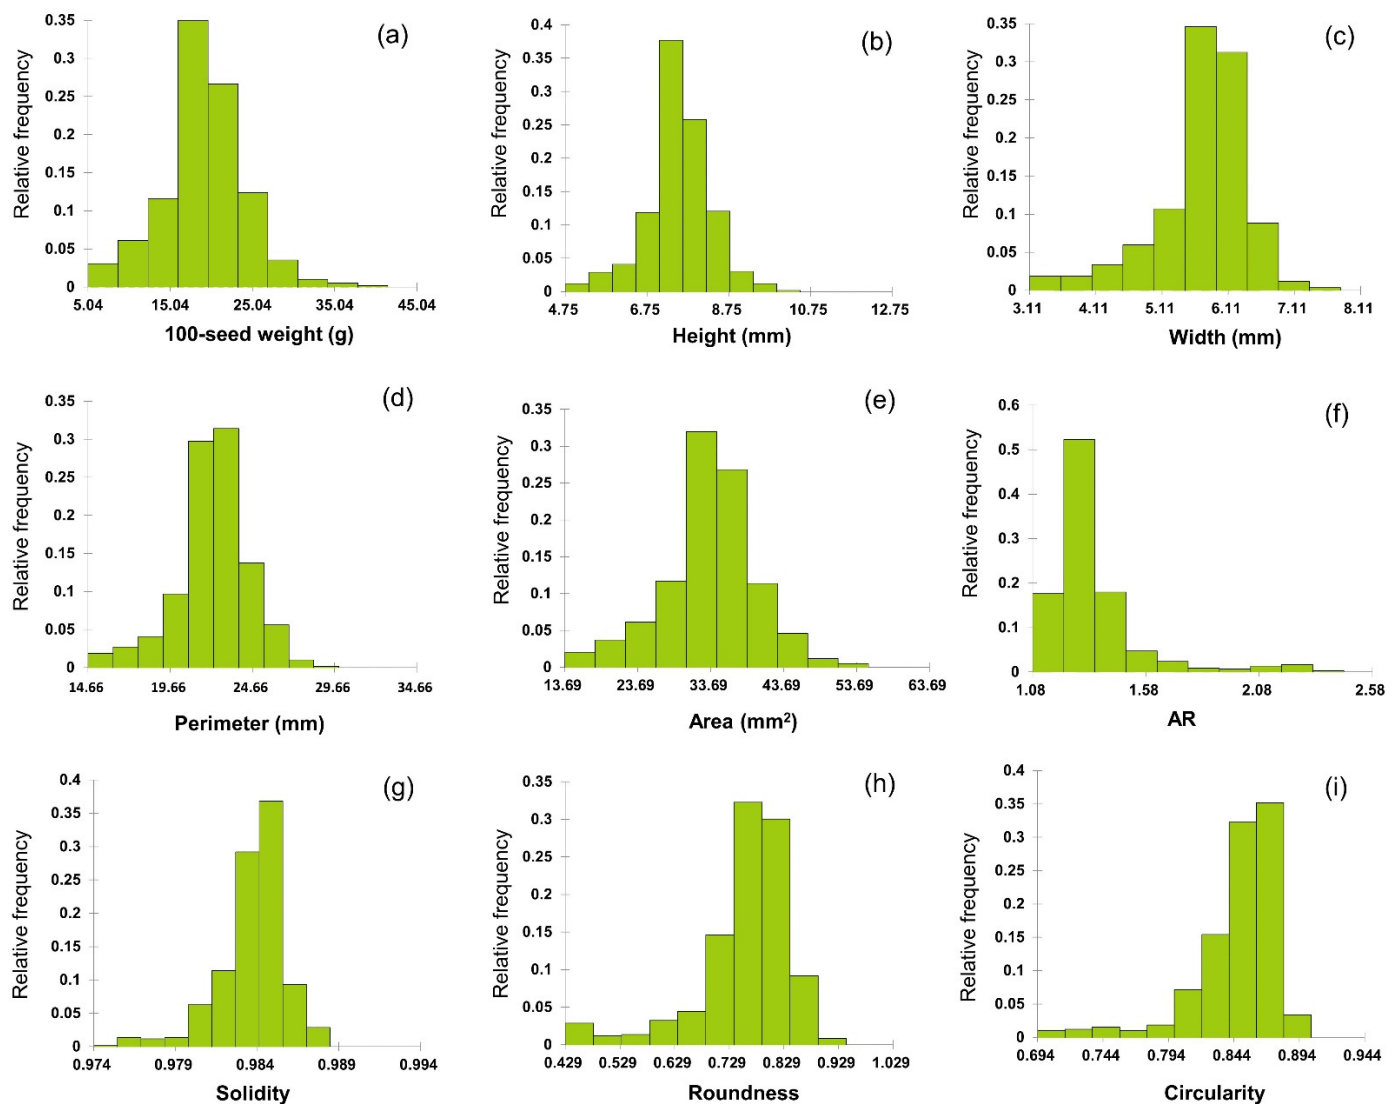 (a)
Relative frequency
0.35
0.3
0.25
0.2
0.15
0.1
0.05
0
5.04 15.04 25.04 35.04 45.04
100-seed weight (g)
(b)
Relative frequency
0.4
0.35
0.3
0.25
0.2
0.15
0.1
0.05
0
4.75 6.75 8.75 10.75 12.75
Height (mm)
(c)
Relative frequency
0.35
0.3
0.25
0.2
0.15
0.1
0.05
0
3.11 4.11 5.11 6.11 7.11 8.11
Width (mm)
(d)
Relative frequency
0.35
0.3
0.25
0.2
0.15
0.1
0.05
0
14.66 19.66 24.66 29.66 34.66
Perimeter (mm)
(e)
Relative frequency
0.35
0.3
0.25
0.2
0.15
0.1
0.05
0
13.69 23.69 33.69 43.69 53.69 63.69
Area (mm²)
(f)
Relative frequency
0.6
0.5
0.4
0.3
0.2
0.1
0
1.08 1.58 2.08 2.58
AR
(g)
Relative frequency
0.4
0.35
0.3
0.25
0.2
0.15
0.1
0.05
0
0.974 0.979 0.984 0.989 0.994
Solidity
(h)
Relative frequency
0.35
0.3
0.25
0.2
0.15
0.1
0.05
0
0.429 0.529 0.629 0.729 0.829 0.929 1.029
Roundness
(i)
Relative frequency
0.4
0.35
0.3
0.25
0.2
0.15
0.1
0.05
0
0.694 0.744 0.794 0.844 0.894 0.944
Circularity